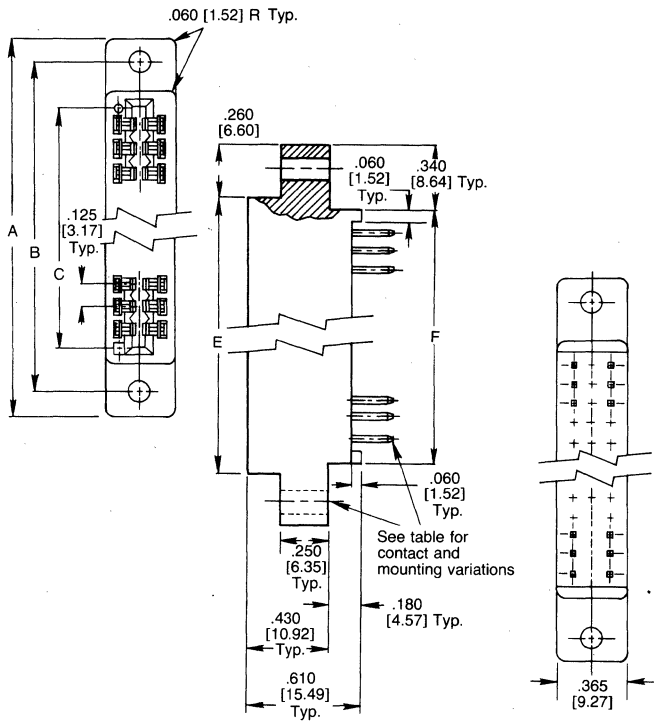 .060 [1.52] R Typ.
A
B
C
.125
[3.17]
Typ.
.260
[6.60]
.060
[1.52]
Typ.
.340
[8.64] Typ.
E
F
.060
[1.52]
Typ.
See table for
contact and
mounting variations
.250
[6.35]
Typ.
.180
[4.57] Typ.
.430
[10.92]
Typ.
.610
[15.49]
Typ.
.365
[9.27]